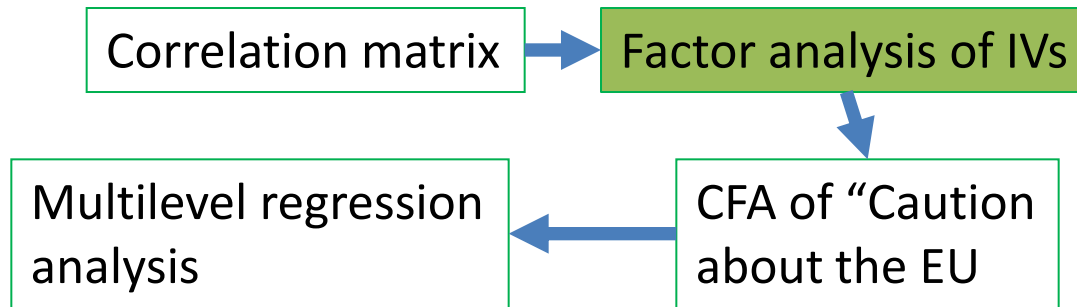 Correlation matrix
Factor analysis of IVs
CFA of “Caution
about the EU
Multilevel regression
analysis